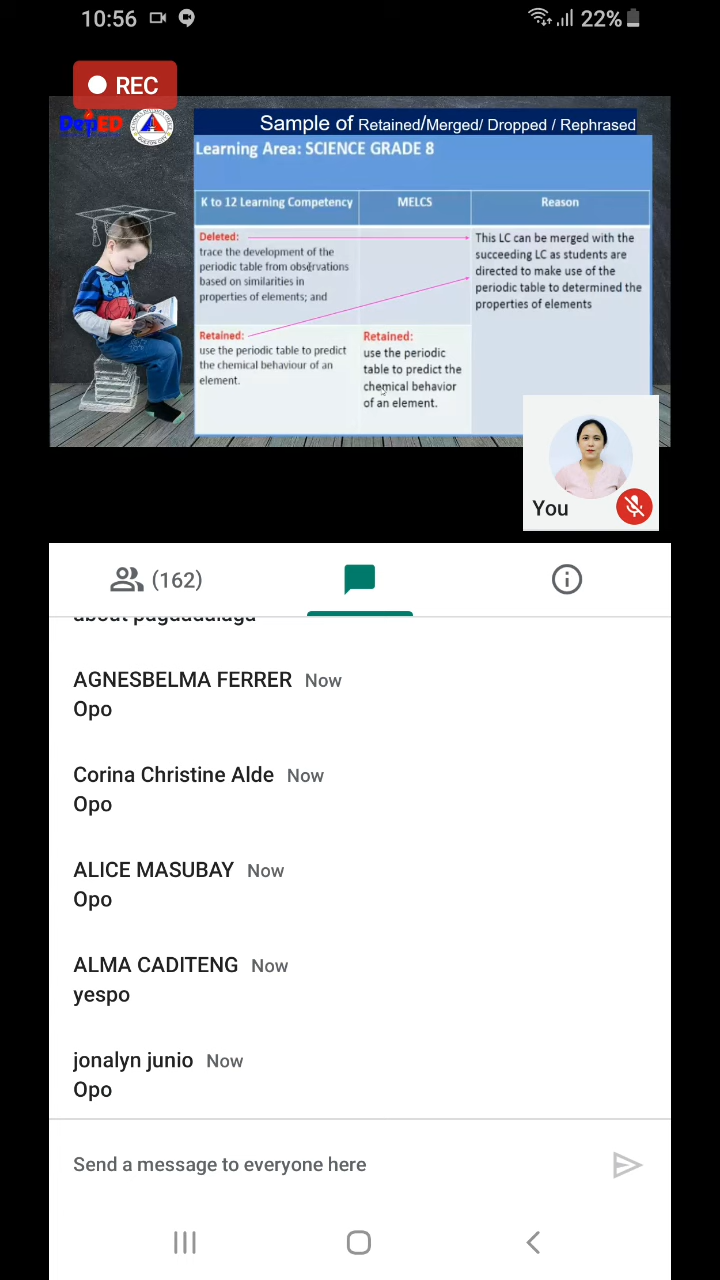 10:56
22%
REC
DepED
Sample of Retained/Merged/ Dropped / Rephrased
Learning Area: SCIENCE GRADE 8
K to 12 Learning Competency
MELCS
Reason
Deleted:
trace the development of the
periodic table from observations
based on similarities in
properties of elements; and
This LC can be merged with the
succeeding LC as students are
directed to make use of the
periodic table to determined the
properties of elements
Retained:
use the periodic table to predict
the chemical behaviour of an
element.
Retained:
use the periodic
table to predict the
chemical behavior
of an element.
You
(162)
AGNESBELMA FERRER Now
Opo
Corina Christine Alde Now
Opo
ALICE MASUBAY Now
Opo
ALMA CADITENG Now
yespo
jonalyn junio Now
Opo
Send a message to everyone here